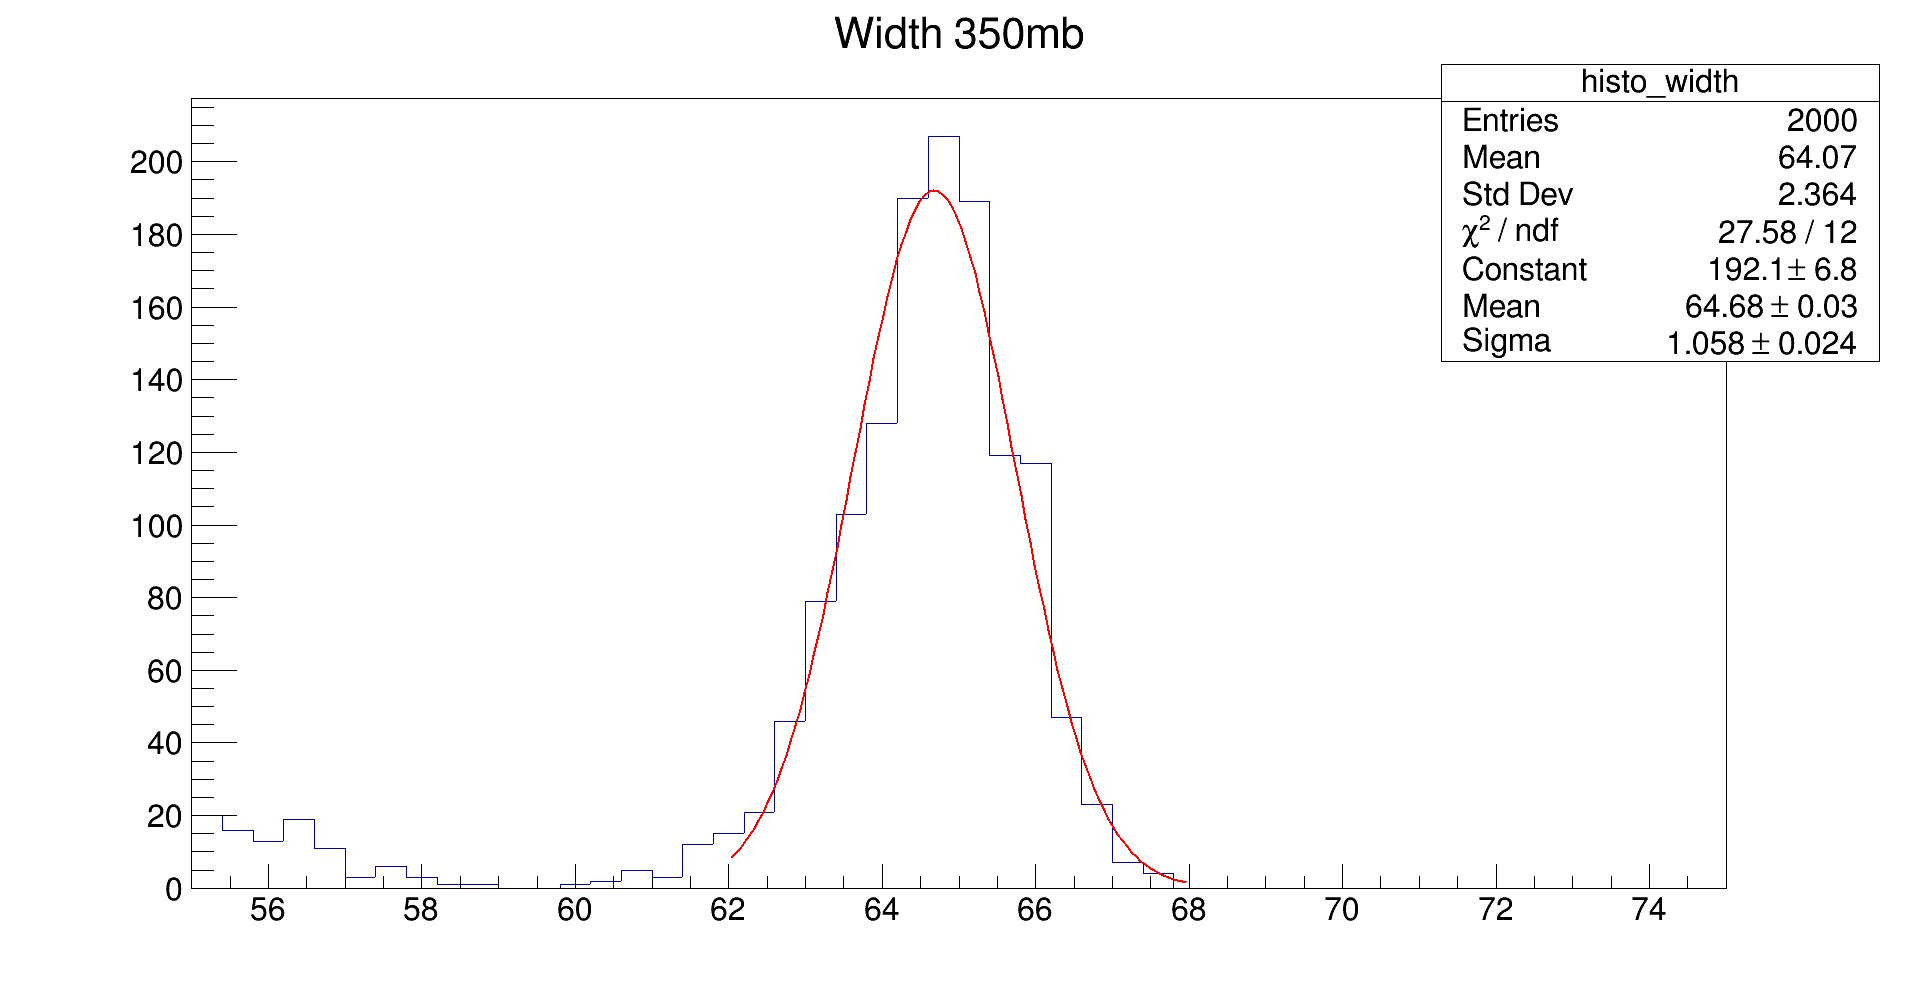 Width 350mb
histo_width
Entries 2000
Mean 64.07
Std Dev 2.364
χ² / ndf 27.58 / 12
Constant 192.1 ± 6.8
Mean 64.68 ± 0.03
Sigma 1.058 ± 0.024
200
180
160
140
120
100
80
60
40
20
0
56 58 60 62 64 66 68 70 72 74